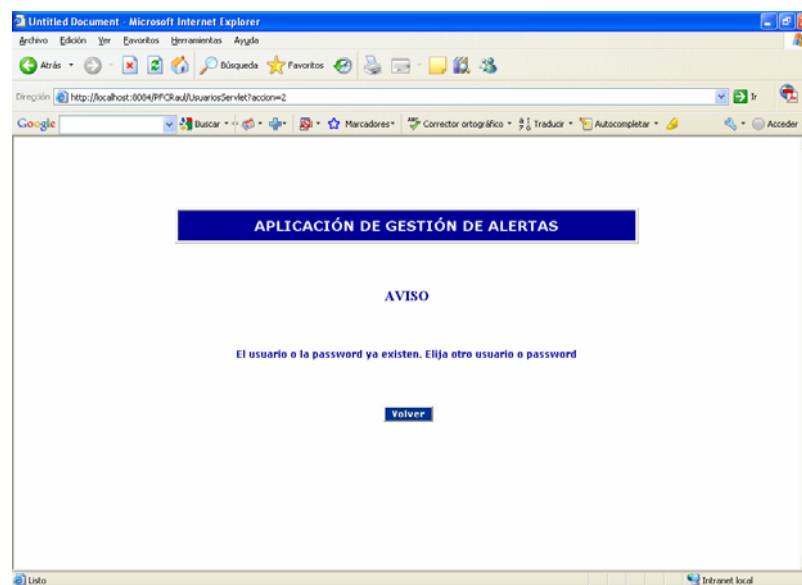 Untitled Document - Microsoft Internet Explorer
Archivo Edición Ver Favoritos Herramientas Ayuda
Atrás Búsqueda Favoritos
Dirección http://localhost:8084/PFCRaul/UsuariosServlet?accion=2 Ir
Google Buscar Marcadores Corrector ortográfico Traducir Autocompletar Acceder
APLICACIÓN DE GESTIÓN DE ALERTAS
AVISO
El usuario o la password ya existen. Elija otro usuario o password
Volver
Listo Intranet local